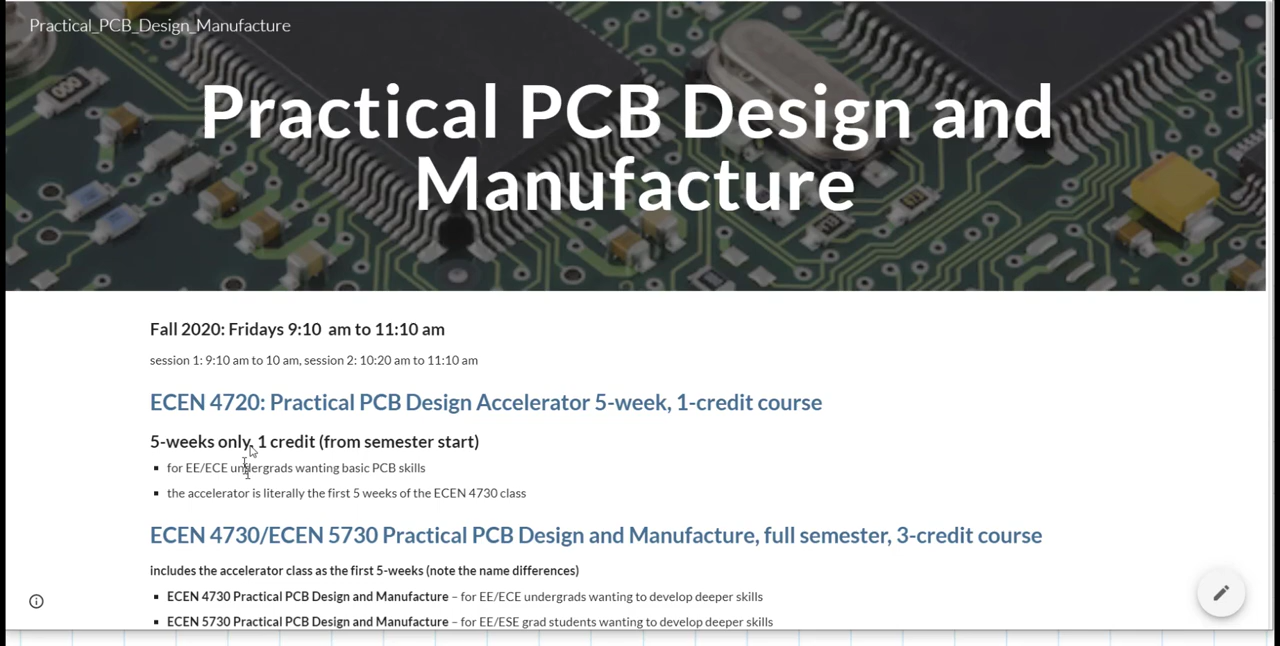 Practical_PCB_Design_Manufacture
Practical PCB Design and
Manufacture
Fall 2020: Fridays 9:10 am to 11:10 am
session 1: 9:10 am to 10 am, session 2: 10:20 am to 11:10 am
ECEN 4720: Practical PCB Design Accelerator 5-week, 1-credit course
5-weeks only, 1 credit (from semester start)
▪ for EE/ECE undergrads wanting basic PCB skills
▪ the accelerator is literally the first 5 weeks of the ECEN 4730 class
ECEN 4730/ECEN 5730 Practical PCB Design and Manufacture, full semester, 3-credit course
includes the accelerator class as the first 5-weeks (note the name differences)
▪ ECEN 4730 Practical PCB Design and Manufacture – for EE/ECE undergrads wanting to develop deeper skills
▪ ECEN 5730 Practical PCB Design and Manufacture – for EE/ESE grad students wanting to develop deeper skills